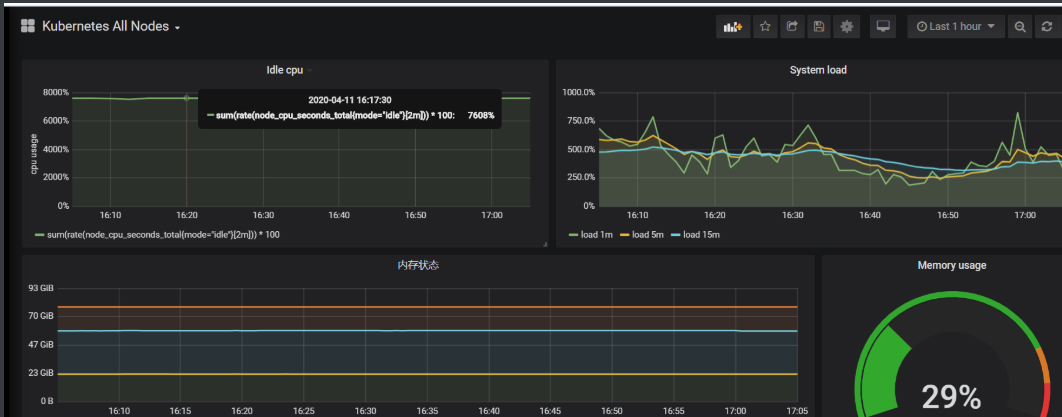 Kubernetes All Nodes
Last 1 hour
Idle cpu
8000%
6000%
4000%
2000%
0%
cpu usage
2020-04-11 16:17:30
sum(rate(node_cpu_seconds_total{mode="idle"}[2m])) * 100: 7608%
16:10 16:20 16:30 16:40 16:50 17:00
sum(rate(node_cpu_seconds_total{mode="idle"}[2m])) * 100
System load
1000.0%
750.0%
500.0%
250.0%
0%
16:10 16:20 16:30 16:40 16:50 17:00
load 1m load 5m load 15m
内存状态
93 GiB
70 GiB
47 GiB
23 GiB
0 B
16:10 16:15 16:20 16:25 16:30 16:35 16:40 16:45 16:50 16:55 17:00 17:05
Memory usage
29%